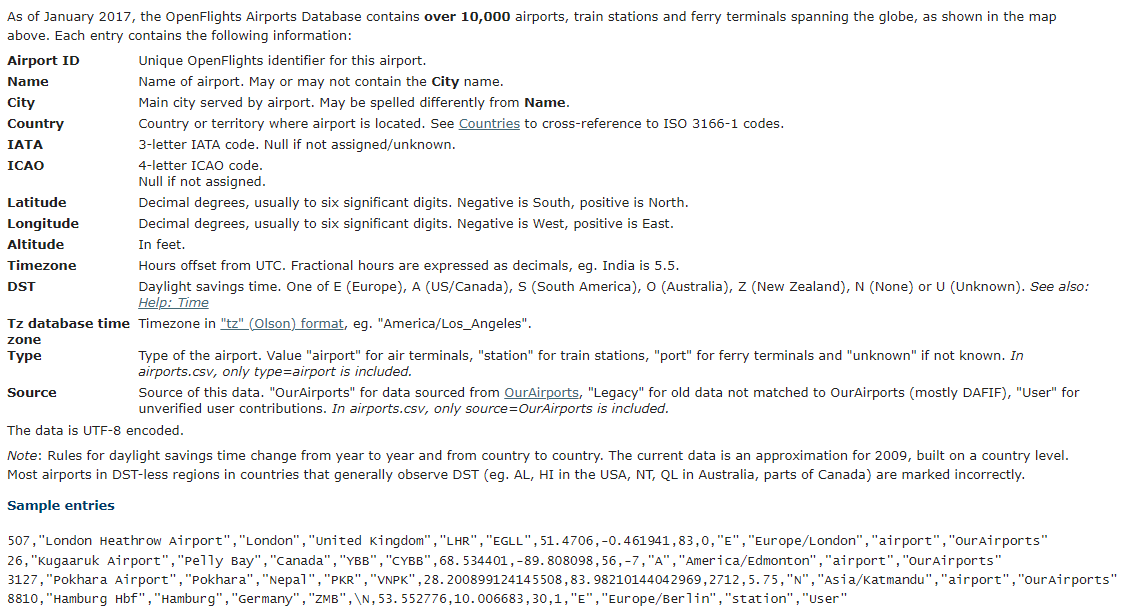 As of January 2017, the OpenFlights Airports Database contains over 10,000 airports, train stations and ferry terminals spanning the globe, as shown in the map
above. Each entry contains the following information:
Airport ID Unique OpenFlights identifier for this airport.
Name Name of airport. May or may not contain the City name.
City Main city served by airport. May be spelled differently from Name.
Country Country or territory where airport is located. See Countries to cross-reference to ISO 3166-1 codes.
IATA 3-letter IATA code. Null if not assigned/unknown.
ICAO 4-letter ICAO code.
Null if not assigned.
Latitude Decimal degrees, usually to six significant digits. Negative is South, positive is North.
Longitude Decimal degrees, usually to six significant digits. Negative is West, positive is East.
Altitude In feet.
Timezone Hours offset from UTC. Fractional hours are expressed as decimals, eg. India is 5.5.
DST Daylight savings time. One of E (Europe), A (US/Canada), S (South America), O (Australia), Z (New Zealand), N (None) or U (Unknown). See also:
Help: Time
Tz database time Timezone in "tz" (Olson) format, eg. "America/Los_Angeles".
zone
Type Type of the airport. Value "airport" for air terminals, "station" for train stations, "port" for ferry terminals and "unknown" if not known. In
airports.csv, only type=airport is included.
Source Source of this data. "OurAirports" for data sourced from OurAirports, "Legacy" for old data not matched to OurAirports (mostly DAFIF), "User" for
unverified user contributions. In airports.csv, only source=OurAirports is included.
The data is UTF-8 encoded.
Note: Rules for daylight savings time change from year to year and from country to country. The current data is an approximation for 2009, built on a country level.
Most airports in DST-less regions in countries that generally observe DST (eg. AL, HI in the USA, NT, QL in Australia, parts of Canada) are marked incorrectly.
Sample entries
507,"London Heathrow Airport","London","United Kingdom","LHR","EGLL",51.4706,-0.461941,83,0,"E","Europe/London","airport","OurAirports"
26,"Kugaaruk Airport","Pelly Bay","Canada","YBB","CYBB",68.534401,-89.808098,56,-7,"A","America/Edmonton","airport","OurAirports"
3127,"Pokhara Airport","Pokhara","Nepal","PKR","VNPK",28.200899124145508,83.98210144042969,2712,5.75,"N","Asia/Katmandu","airport","OurAirports"
8810,"Hamburg Hbf","Hamburg","Germany","ZMB",\N,53.552776,10.006683,30,1,"E","Europe/Berlin","station","User"